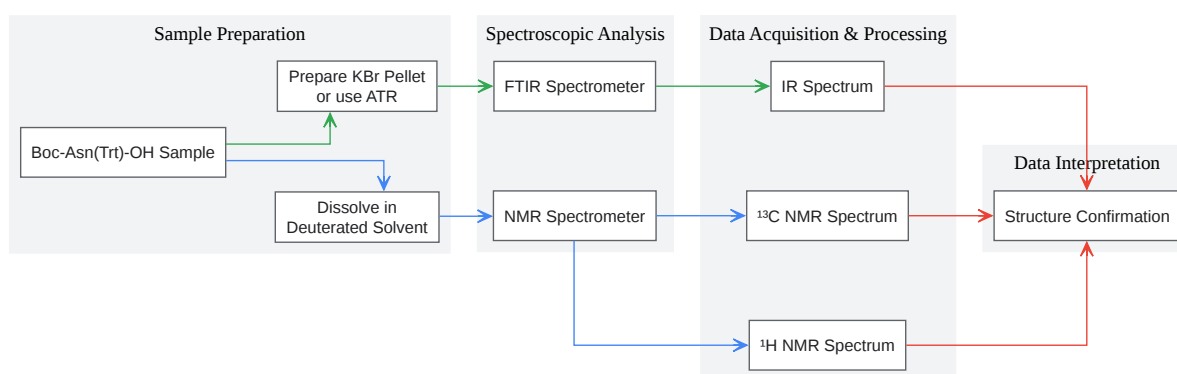 Sample Preparation
Spectroscopic Analysis
Data Acquisition & Processing
Prepare KBr Pellet
or use ATR
FTIR Spectrometer
IR Spectrum
Boc-Asn(Trt)-OH Sample
Data Interpretation
Dissolve in
Deuterated Solvent
NMR Spectrometer
¹³C NMR Spectrum
Structure Confirmation
¹H NMR Spectrum